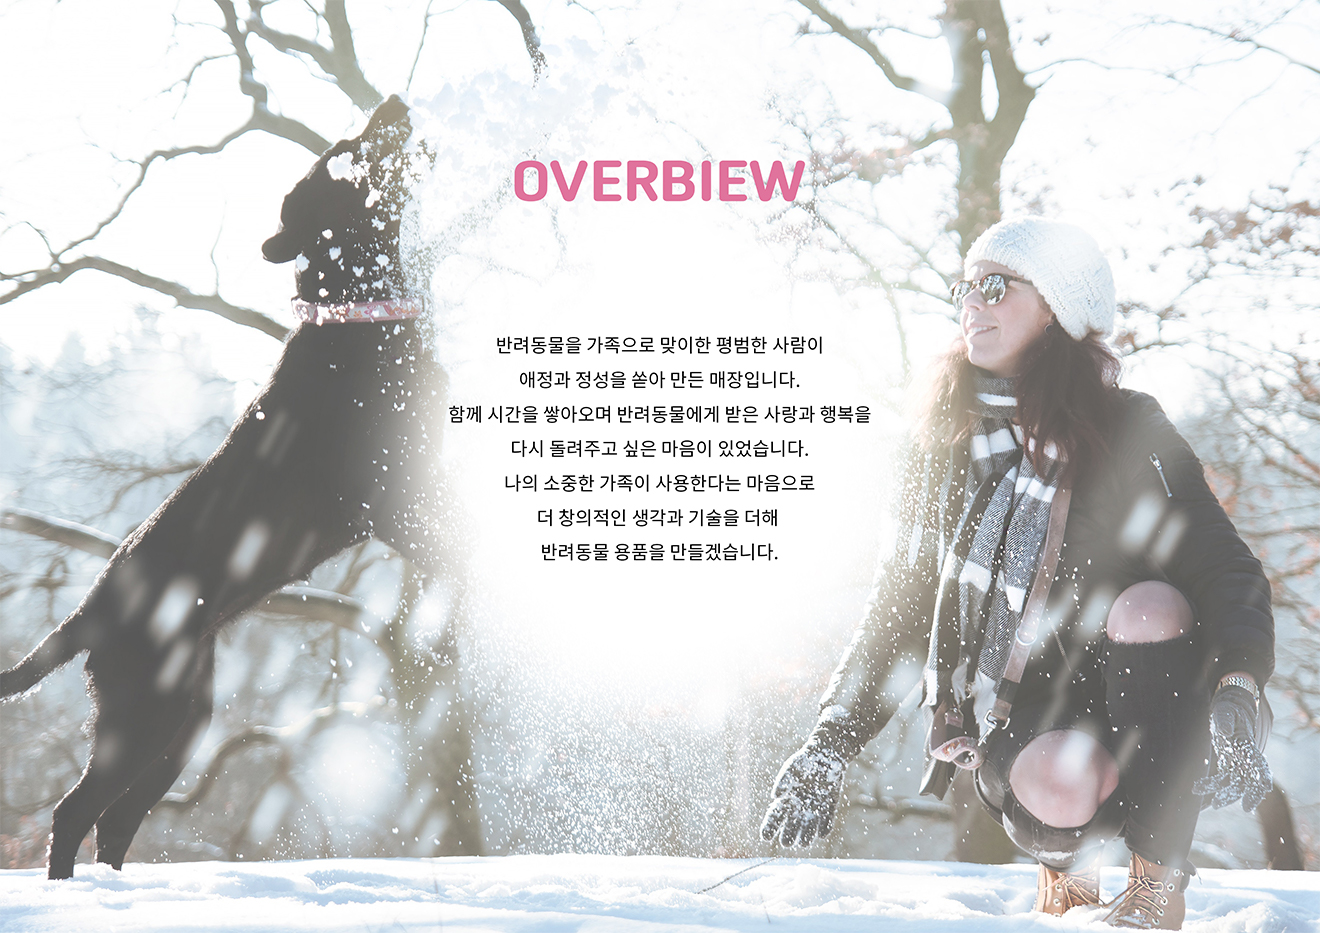 OVERBIEW
반려동물을 가족으로 맞이한 평범한 사람이
애정과 정성을 쏟아 만든 매장입니다.
함께 시간을 쌓아오며 반려동물에게 받은 사랑과 행복을
다시 돌려주고 싶은 마음이 있었습니다.
나의 소중한 가족이 사용한다는 마음으로
더 창의적인 생각과 기술을 더해
반려동물 용품을 만들겠습니다.